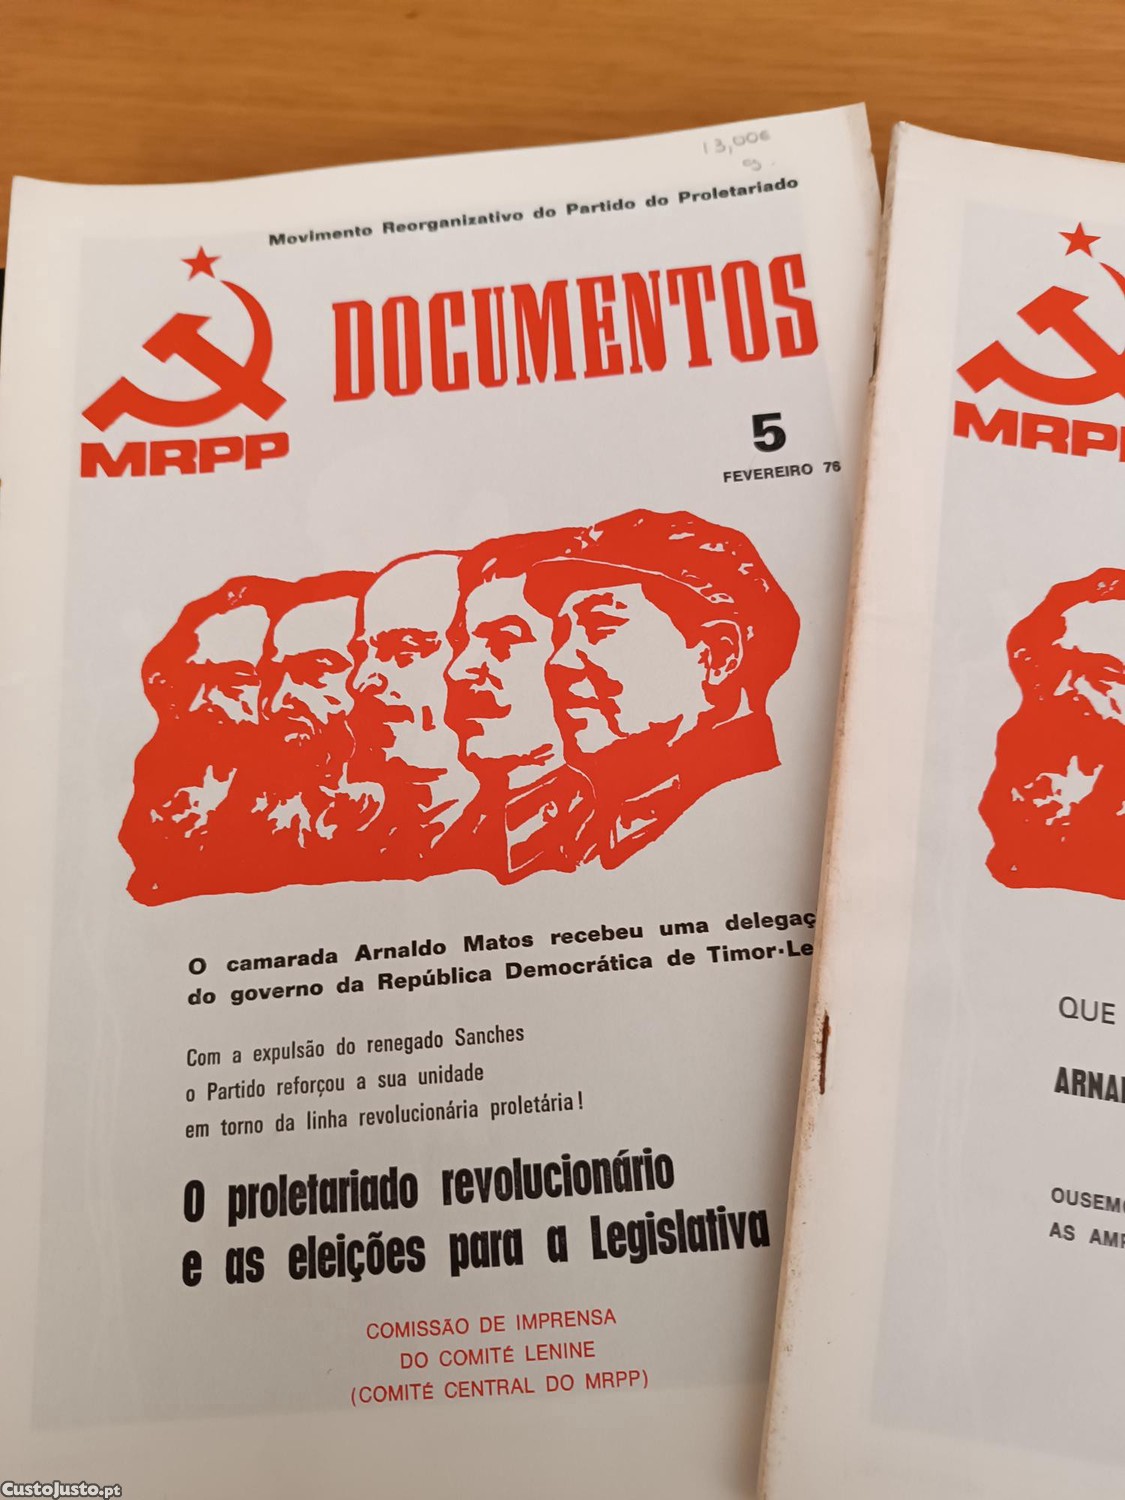 13,00€
Movimento Reorganizativo do Partido do Proletariado
DOCUMENTOS
MRPP
5
FEVEREIRO 76
O camarada Arnaldo Matos recebeu uma delegaç
do governo da República Democrática de Timor-Le
Com a expulsão do renegado Sanches
o Partido reforçou a sua unidade
em torno da linha revolucionária proletária!
O proletariado revolucionário
e as eleições para a Legislativa
COMISSÃO DE IMPRENSA
DO COMITÉ LENINE
(COMITÉ CENTRAL DO MRPP)
MRP
QUE
ARNA
OUSEM
AS AM
CustoJusto.pt